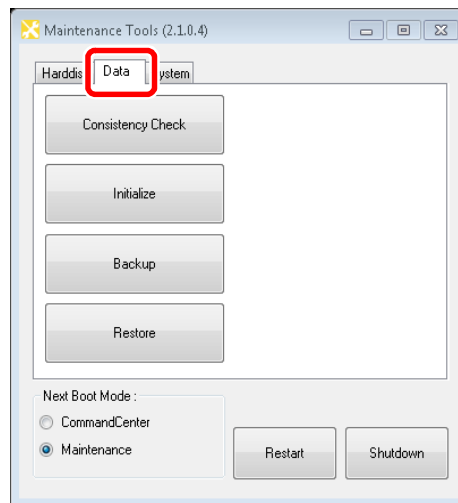 Maintenance Tools (2.1.0.4)
Harddis Data ystem
Consistency Check
Initialize
Backup
Restore
Next Boot Mode :
CommandCenter
Maintenance
Restart Shutdown